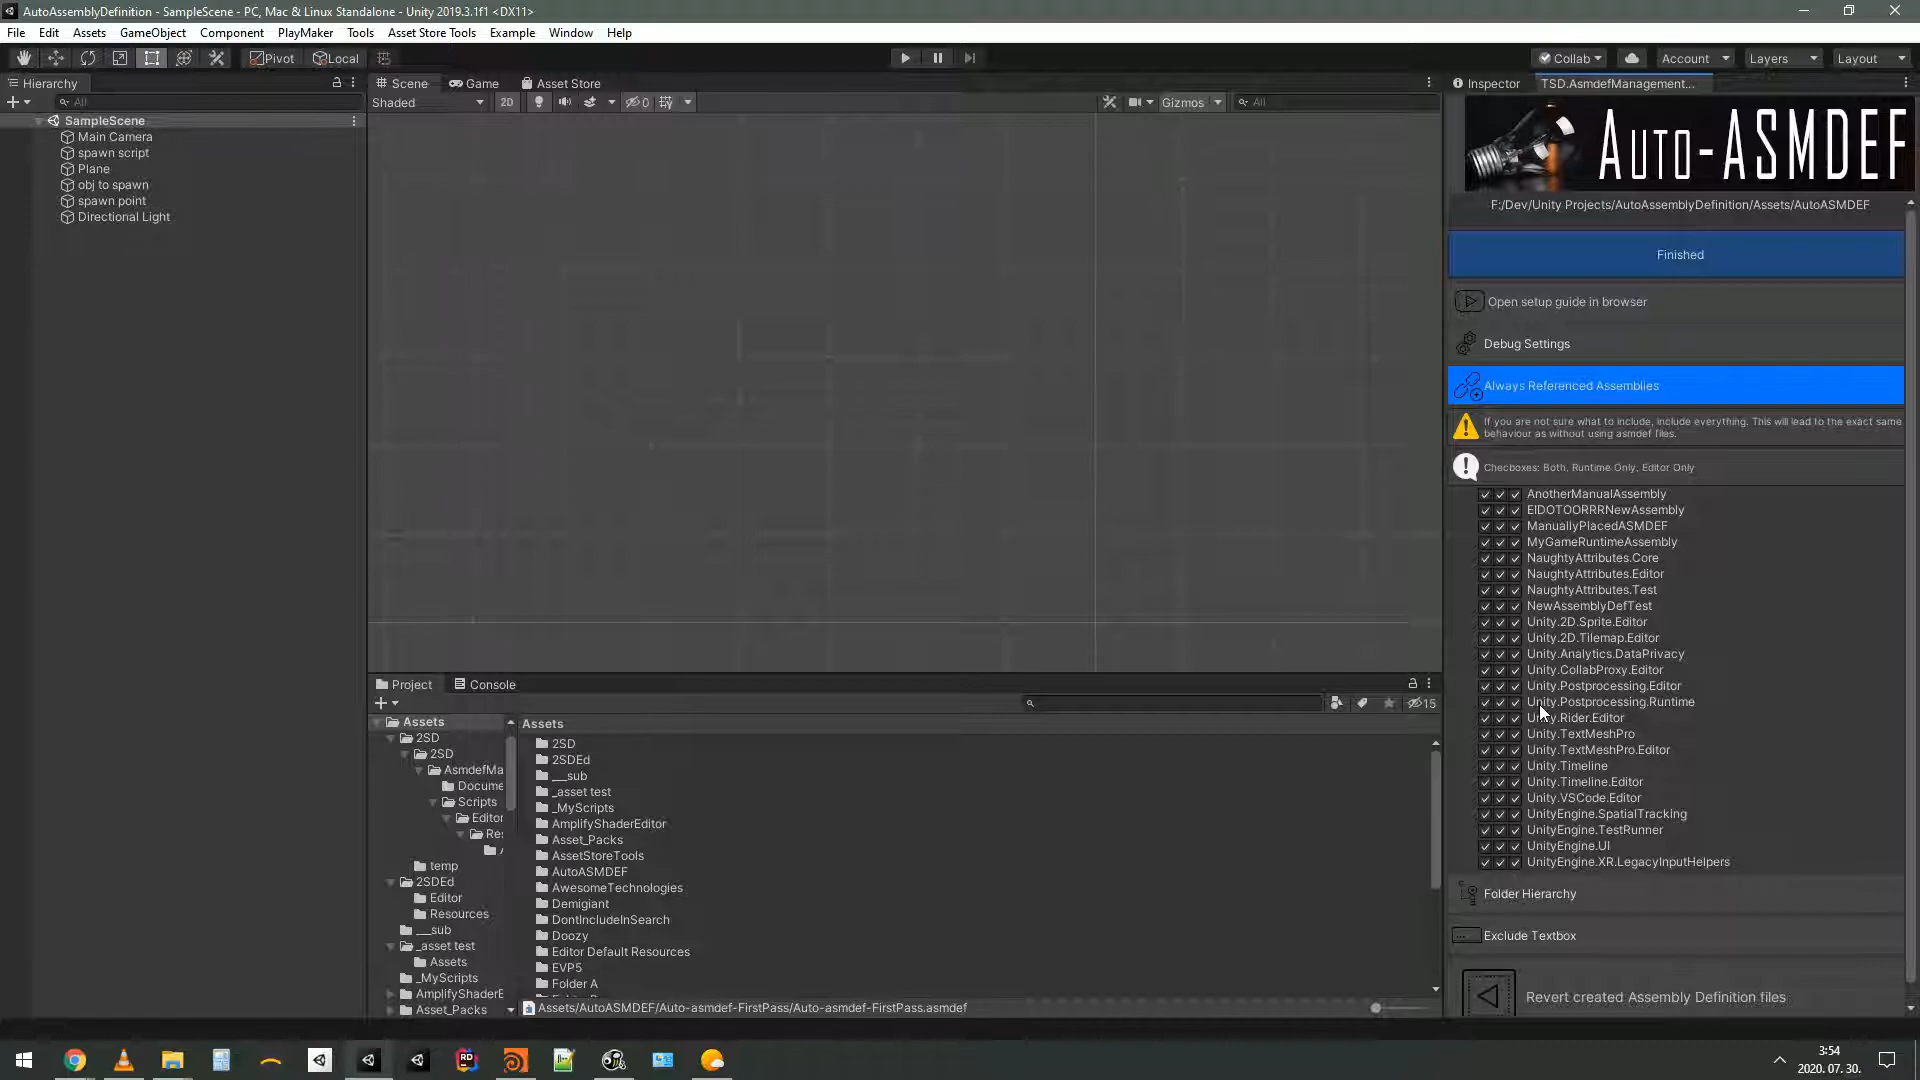 AutoAssemblyDefinition - SampleScene - PC, Mac & Linux Standalone - Unity 2019.3.1f1 <DX11>
File Edit Assets GameObject Component PlayMaker Tools Asset Store Tools Example Window Help
Pivot Local Collab Account Layers Layout
Hierarchy
All
SampleScene
Main Camera
spawn script
Plane
obj to spawn
spawn point
Directional Light
Scene Game Asset Store
Shaded 2D 0 Gizmos All
Inspector TSD.AsmdefManagement...
AUTO-ASMDEF
F:/Dev/Unity Projects/AutoAssemblyDefinition/Assets/AutoASMDEF
Finished
Open setup guide in browser
Debug Settings
Always Referenced Assemblies
If you are not sure what to include, include everything. This will lead to the exact same
behaviour as without using asmdef files.
Checboxes: Both, Runtime Only, Editor Only
AnotherManualAssembly
EIDOTOORRRNewAssembly
ManuallyPlacedASMDEF
MyGameRuntimeAssembly
NaughtyAttributes.Core
NaughtyAttributes.Editor
NaughtyAttributes.Test
NewAssemblyDefTest
Unity.2D.Sprite.Editor
Unity.2D.Tilemap.Editor
Unity.Analytics.DataPrivacy
Unity.CollabProxy.Editor
Unity.Postprocessing.Editor
Unity.Postprocessing.Runtime
Unity.Rider.Editor
Unity.TextMeshPro
Unity.TextMeshPro.Editor
Unity.Timeline
Unity.Timeline.Editor
Unity.VSCode.Editor
UnityEngine.SpatialTracking
UnityEngine.TestRunner
UnityEngine.UI
UnityEngine.XR.LegacyInputHelpers
Folder Hierarchy
Exclude Textbox
Revert created Assembly Definition files
Project Console
15
Assets
2SD
2SD
AsmdefMa
Docume
Scripts
Editor
Res
temp
2SDEd
Editor
Resources
___sub
_asset test
Assets
_MyScripts
AmplifyShaderE
Asset_Packs
Assets
2SD
2SDEd
___sub
_asset test
_MyScripts
AmplifyShaderEditor
Asset_Packs
AssetStoreTools
AutoASMDEF
AwesomeTechnologies
Demigiant
DontIncludeInSearch
Doozy
Editor Default Resources
EVP5
Folder A
Assets/AutoASMDEF/Auto-asmdef-FirstPass/Auto-asmdef-FirstPass.asmdef
RD
3:54
2020. 07. 30.